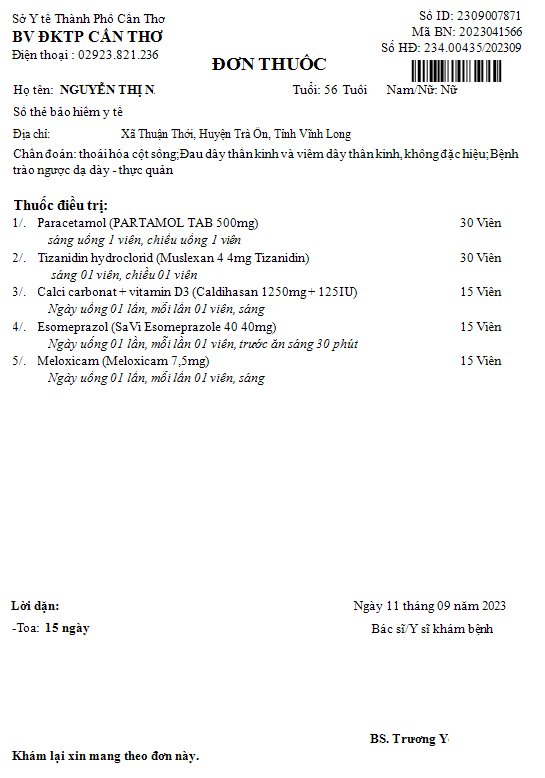 Sở Y tế Thành Phố Cần Thơ
BV ĐKTP CẦN THƠ
Điện thoại : 02923.821.236
Số ID: 2309007871
Mã BN: 2023041566
Số HĐ: 234.00435/202309
ĐƠN THUỐC
Họ tên: NGUYỄN THỊ N Tuổi: 56 Tuổi Nam/Nữ: Nữ
Số thẻ bảo hiểm y tế
Địa chỉ: Xã Thuận Thới, Huyện Trà Ôn, Tỉnh Vĩnh Long
Chẩn đoán: thoái hóa cột sống;Đau dây thần kinh và viêm dây thần kinh, không đặc hiệu;Bệnh
trào ngược dạ dày - thực quản
Thuốc điều trị:
1/. Paracetamol (PARTAMOL TAB 500mg) 30 Viên
sáng uống 1 viên, chiều uống 1 viên
2/. Tizanidin hydroclorid (Muslexan 4 4mg Tizanidin) 30 Viên
sáng 01 viên, chiều 01 viên
3/. Calci carbonat + vitamin D3 (Caldihasan 1250mg + 125IU) 15 Viên
Ngày uống 01 lần, mỗi lần 01 viên, sáng
4/. Esomeprazol (SaVi Esomeprazole 40 40mg) 15 Viên
Ngày uống 01 lần, mỗi lần 01 viên, trước ăn sáng 30 phút
5/. Meloxicam (Meloxicam 7,5mg) 15 Viên
Ngày uống 01 lần, mỗi lần 01 viên, sáng
Lời dặn: Ngày 11 tháng 09 năm 2023
-Toa: 15 ngày Bác sĩ/Y sĩ khám bệnh
BS. Trương
Khám lại xin mang theo đơn này.